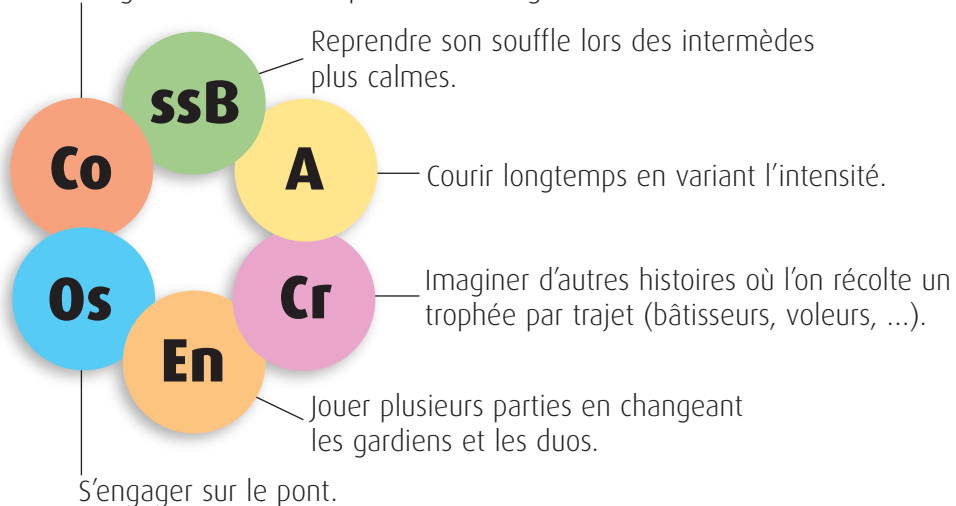 Reprendre son souffle lors des intermèdes
plus calmes.
ssB
Co
A
Courir longtemps en variant l'intensité.
Os
Cr
Imaginer d'autres histoires où l'on récolte un
trophée par trajet (bâtisseurs, voleurs, ...).
En
Jouer plusieurs parties en changeant
les gardiens et les duos.
S'engager sur le pont.